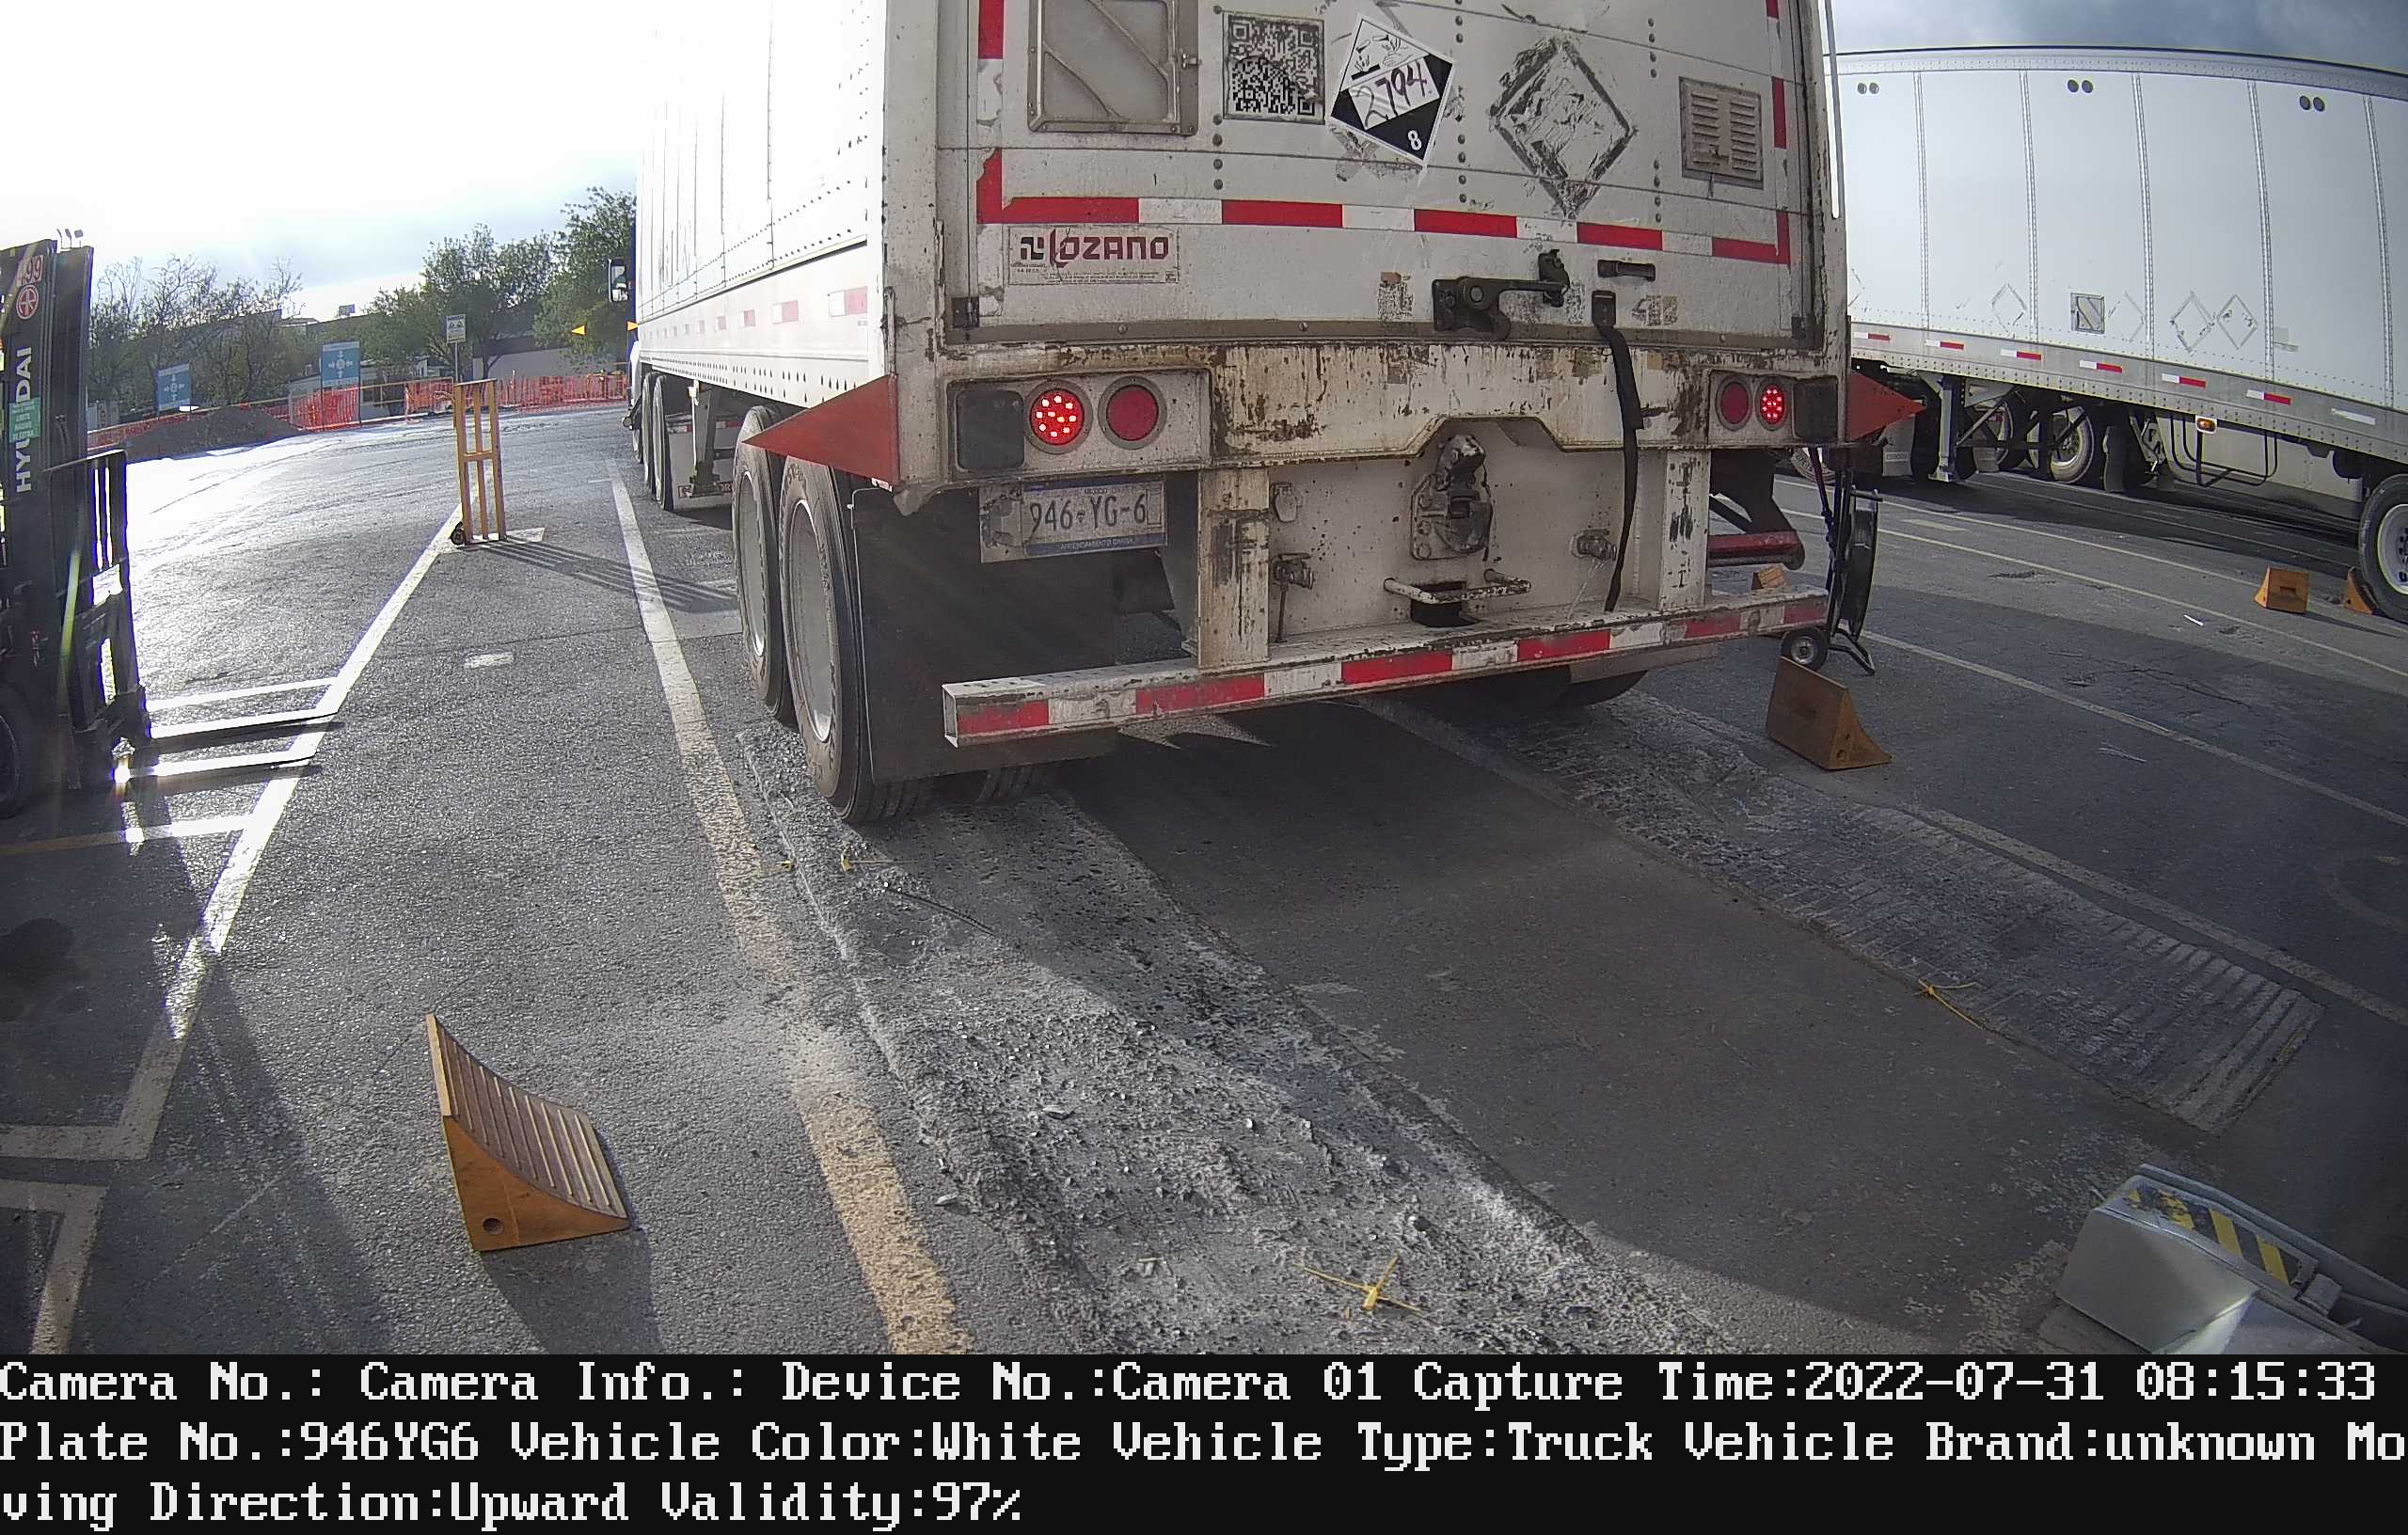 2794
8
LOZANO
99
HYUNDAI
946-YG-6
Camera No.: Camera Info.: Device No.:Camera 01 Capture Time:2022-07-31 08:15:33
Plate No.:946YG6 Vehicle Color:White Vehicle Type:Truck Vehicle Brand:unknown Mo
ving Direction:Upward Validity:97%